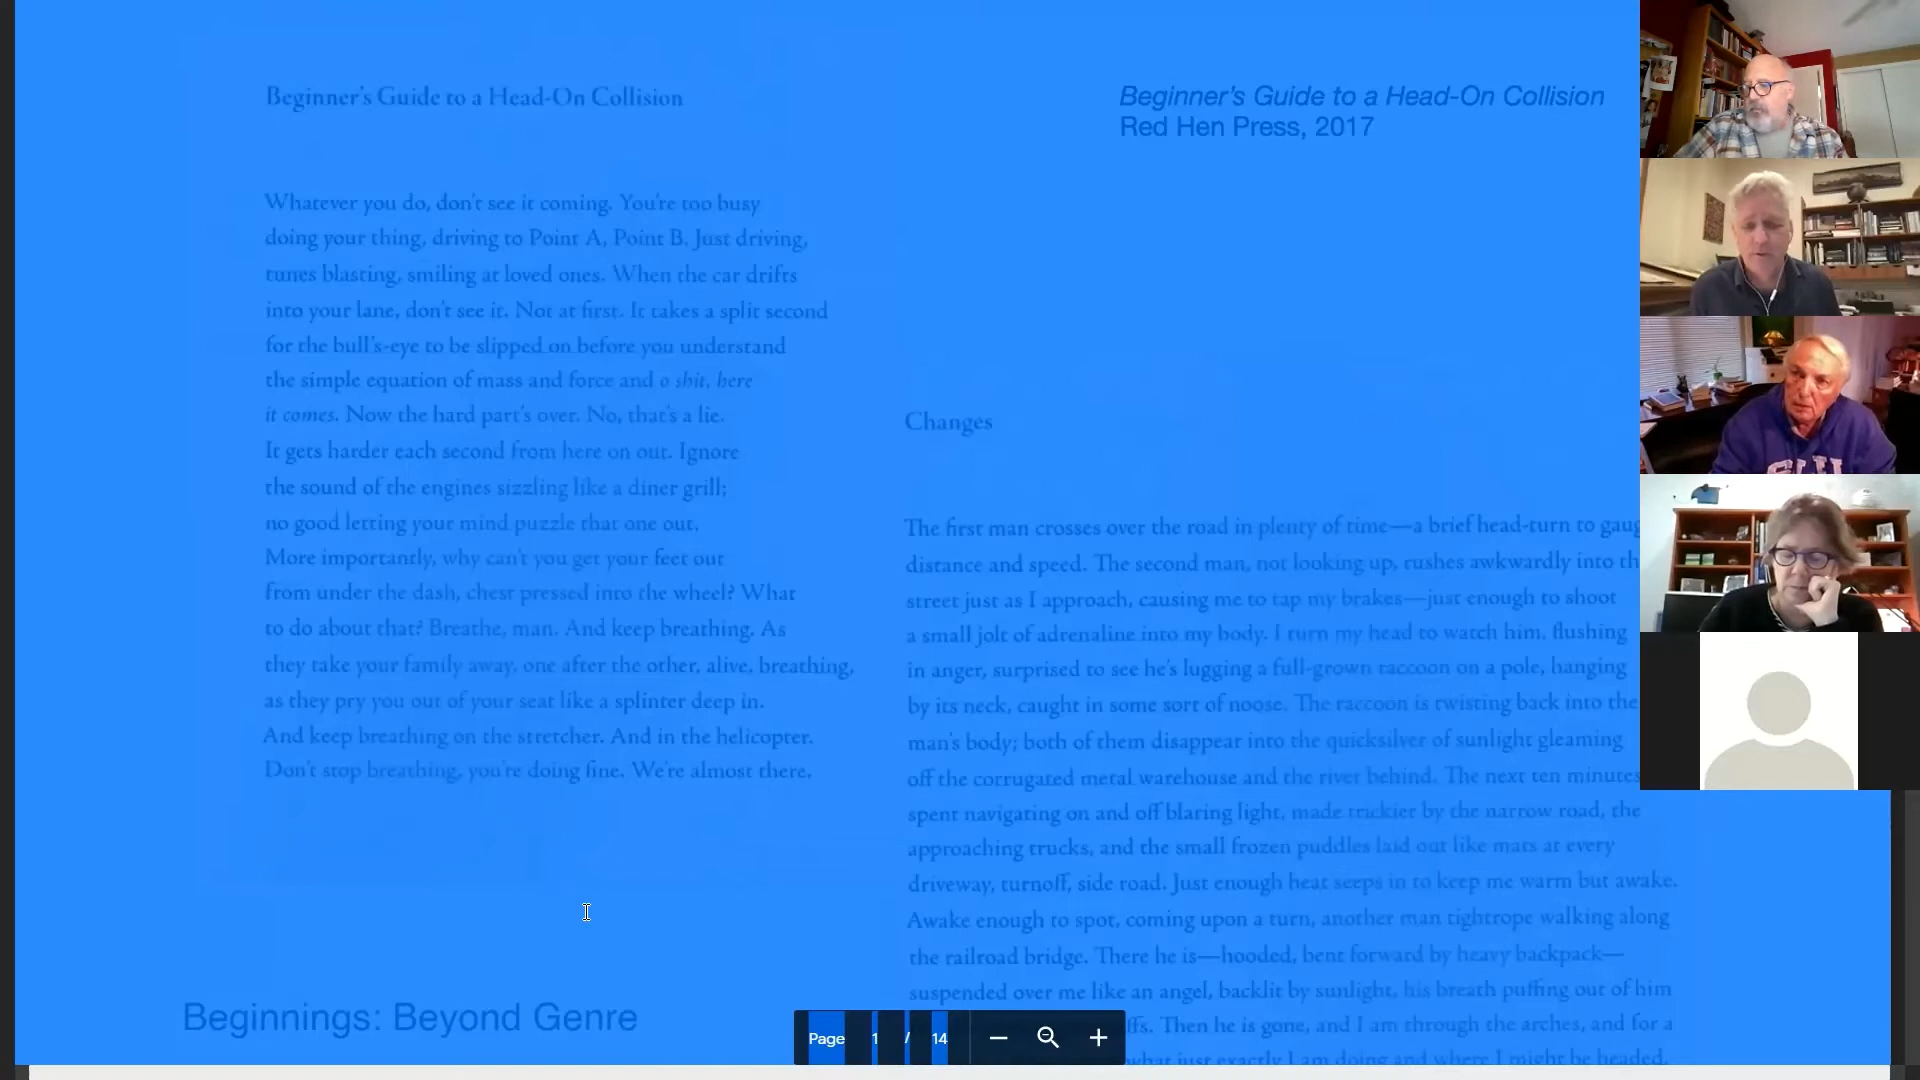 Beginner's Guide to a Head-On Collision
Whatever you do, don't see it coming. You're too busy
doing your thing, driving to Point A, Point B. Just driving,
tunes blasting, smiling at loved ones. When the car drifts
into your lane, don't see it. Not at first. It takes a split second
for the bull's-eye to be slipped on before you understand
the simple equation of mass and force and o shit, here
it comes. Now the hard part's over. No, that's a lie.
It gets harder each second from here on out. Ignore
the sound of the engines sizzling like a diner grill;
no good letting your mind puzzle that one out.
More importantly, why can't you get your feet out
from under the dash, chest pressed into the wheel? What
to do about that? Breathe, man. And keep breathing. As
they take your family away, one after the other, alive, breathing,
as they pry you out of your seat like a splinter deep in.
And keep breathing on the stretcher. And in the helicopter.
Don't stop breathing, you're doing fine. We're almost there.
Beginnings: Beyond Genre
Beginner's Guide to a Head-On Collision
Red Hen Press, 2017
Changes
The first man crosses over the road in plenty of time—a brief head-turn to gaug
distance and speed. The second man, not looking up, rushes awkwardly into th
street just as I approach, causing me to tap my brakes—just enough to shoot
a small jolt of adrenaline into my body. I turn my head to watch him, flushing
in anger, surprised to see he's lugging a full-grown raccoon on a pole, hanging
by its neck, caught in some sort of noose. The raccoon is twisting back into the
man's body; both of them disappear into the quicksilver of sunlight gleaming
off the corrugated metal warehouse and the river behind. The next ten minutes
spent navigating on and off blaring light, made trickier by the narrow road, the
approaching trucks, and the small frozen puddles laid out like mats at every
driveway, turnoff, side road. Just enough heat seeps in to keep me warm but awake.
Awake enough to spot, coming upon a turn, another man tightrope walking along
the railroad bridge. There he is—hooded, bent forward by heavy backpack—
suspended over me like an angel, backlit by sunlight, his breath puffing out of him
ffs. Then he is gone, and I am through the arches, and for a
what just exactly I am doing and where I might be headed.
Page 1 / 14